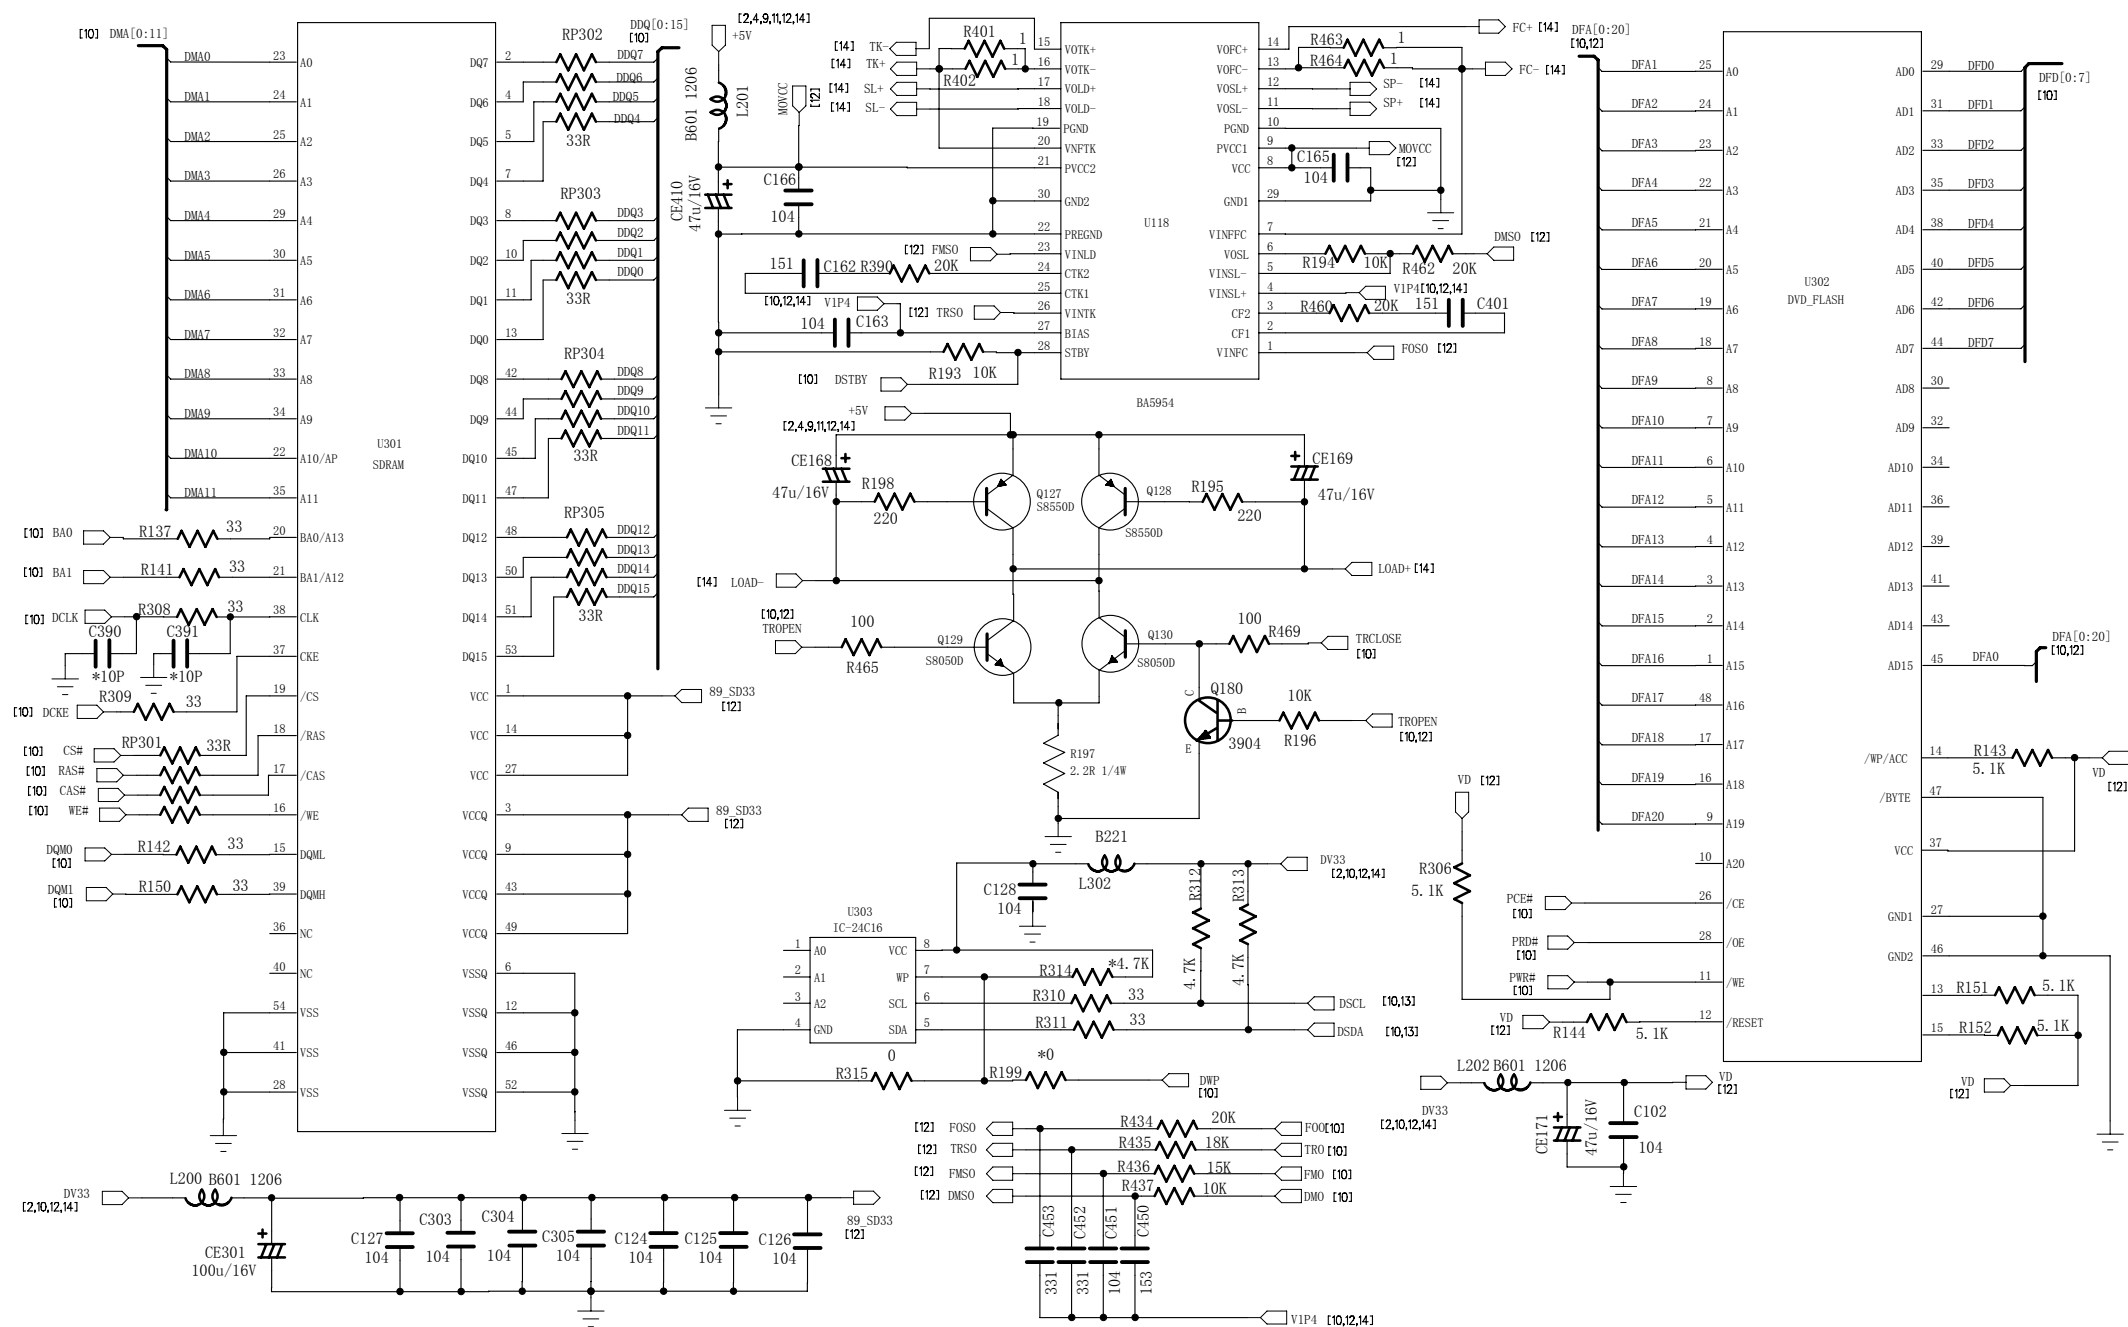 [10] DMA[0:11]
DMA0 23 A0
DMA1 24 A1
DMA2 25 A2
DMA3 26 A3
DMA4 29 A4
DMA5 30 A5
DMA6 31 A6
DMA7 32 A7
DMA8 33 A8
DMA9 34 A9
DMA10 22 A10/AP
DMA11 35 A11
[10] BA0 R137 33 20 BA0/A13
[10] BA1 R141 33 21 BA1/A12
[10] DCLK R308 33 38 CLK
C390 *10P
C391 *10P
37 CKE
[10] DCKE R309 33
19 /CS
18 /RAS
17 /CAS
16 /WE
[10] CS# RP301 33R
[10] RAS#
[10] CAS#
[10] WE#
DQM0 [10] R142 33 15 DQML
DQM1 [10] R150 33 39 DQMH
36 NC
40 NC
54 VSS
41 VSS
28 VSS
U301
SDRAM
DDQ[0:15]
[10]
DQ7 2 RP302 DDQ7
DQ6 4 DDQ6
DQ5 5 DDQ5
DQ4 7 33R DDQ4
DQ3 8 RP303 DDQ3
DQ2 10 DDQ2
DQ1 11 DDQ1
DQ0 13 33R DDQ0
DQ8 42 RP304 DDQ8
DQ9 44 DDQ9
DQ10 45 DDQ10
DQ11 47 33R DDQ11
DQ12 48 RP305 DDQ12
DQ13 50 DDQ13
DQ14 51 DDQ14
DQ15 53 33R DDQ15
VCC 1 89_SD33 [12]
VCC 14
VCC 27
VCCQ 3 89_SD33 [12]
VCCQ 9
VCCQ 43
VCCQ 49
VSSQ 6
VSSQ 12
VSSQ 46
VSSQ 52
[2,4,9,11,12,14]
+5V
B601 1206
L201
MOVCC
[12]
CE410
47u/16V
C166
104
[14] TK- R401 1 15 VOTK+
[14] TK+ R402 1 16 VOTK-
[14] SL+ 17 VOLD+
[14] SL- 18 VOLD-
19 PGND
20 VNFTK
21 PVCC2
30 GND2
22 PREGND
[12] FMSO 23 VINLD
151 C162 R390 20K 24 CTK2
25 CTK1
[10,12,14] V1P4
[12] TRSO 26 VINTK
104 C163 27 BIAS
28 STBY
R193 10K
[10] DSTBY
U118
BA5954
VOFC+ 14 FC+ [14]
VOFC- 13 R463 1 R464 1 FC- [14]
VOSL+ 12 SP- [14]
VOSL- 11 SP+ [14]
PGND 10
PVCC1 9 MOVCC [12]
VCC 8 C165 104
GND1 29
VINFFC 7
VOSL 6 R194 10K R462 20K DMSO [12]
VINSL- 5
VINSL+ 4 V1P4 [10,12,14]
CF2 3 R460 20K 151 C401
CF1 2
VINFC 1 FOSO [12]
+5V
[2,4,9,11,12,14]
CE168
47u/16V
R198
220
Q127
S8550D
Q128
S8550D
R195
220
CE169
47u/16V
[14] LOAD-
LOAD+ [14]
[10,12]
TROPEN
100
R465
Q129
S8050D
Q130
S8050D
100
R469
TRCLOSE
[10]
C
B
E
Q180
3904
10K
R196
TROPEN
[10,12]
R197
2.2R 1/4W
B221
L302
C128
104
DV33
[2,10,12,14]
R312
4.7K
R313
4.7K
U303
IC-24C16
1 A0 VCC 8
2 A1 WP 7 R314 *4.7K
3 A2 SCL 6 R310 33 DSCL [10,13]
4 GND SDA 5 R311 33 DSDA [10,13]
0
R315
*0
R199
DWP
[10]
[12] FOSO R434 20K FOO [10]
[12] TRSO R435 18K TRO [10]
[12] FMSO R436 15K FMO [10]
[12] DMSO R437 10K DMO [10]
C453 331
C452 331
C451 104
C450 153
V1P4 [10,12,14]
DV33
[2,10,12,14]
L200 B601 1206
CE301
100u/16V
C127 104
C303 104
C304 104
C305 104
C124 104
C125 104
C126 104
89_SD33
[12]
DFA[0:20]
[10,12]
DFA1 25 A0
DFA2 24 A1
DFA3 23 A2
DFA4 22 A3
DFA5 21 A4
DFA6 20 A5
DFA7 19 A6
DFA8 18 A7
DFA9 8 A8
DFA10 7 A9
DFA11 6 A10
DFA12 5 A11
DFA13 4 A12
DFA14 3 A13
DFA15 2 A14
DFA16 1 A15
DFA17 48 A16
DFA18 17 A17
DFA19 16 A18
DFA20 9 A19
10 A20
VD [12]
R306
5.1K
PCE# [10] 26 /CE
PRD# [10] 28 /OE
PWR# [10] 11 /WE
VD [12] R144 5.1K 12 /RESET
U302
DVD_FLASH
AD0 29 DFD0
AD1 31 DFD1
AD2 33 DFD2
AD3 35 DFD3
AD4 38 DFD4
AD5 40 DFD5
AD6 42 DFD6
AD7 44 DFD7
DFD[0:7]
[10]
AD8 30
AD9 32
AD10 34
AD11 36
AD12 39
AD13 41
AD14 43
AD15 45 DFA0
DFA[0:20]
[10,12]
/WP/ACC 14 R143 5.1K VD [12]
/BYTE 47
VCC 37
GND1 27
GND2 46
13 R151 5.1K
15 R152 5.1K
VD [12]
L202 B601 1206
DV33
[2,10,12,14]
CE171
47u/16V
C102
104
VD
[12]